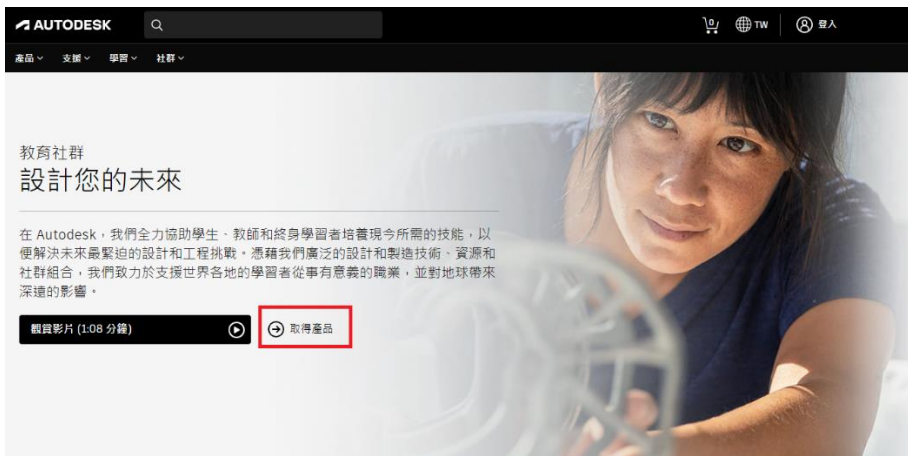 AUTODESK
0
TW
登入
產品
支援
學習
社群
教育社群
設計您的未來
在 Autodesk，我們全力協助學生、教師和終身學習者培養現今所需的技能，以
便解決未來最緊迫的設計和工程挑戰。憑藉我們廣泛的設計和製造技術、資源和
社群組合，我們致力於支援世界各地的學習者從事有意義的職業，並對地球帶來
深遠的影響。
觀賞影片 (1:08 分鐘)
取得產品